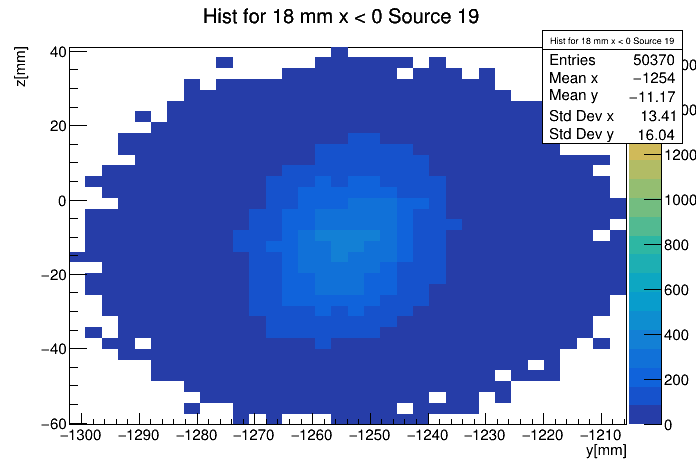 Hist for 18 mm x < 0 Source 19
Hist for 18 mm x < 0 Source 19
Entries 50370
Mean x −1254
Mean y −11.17
Std Dev x 13.41
Std Dev y 16.04
z[mm]
40
20
0
−20
−40
−60
−1300 −1290 −1280 −1270 −1260 −1250 −1240 −1230 −1220 −1210
y[mm]
1200
1000
800
600
400
200
0